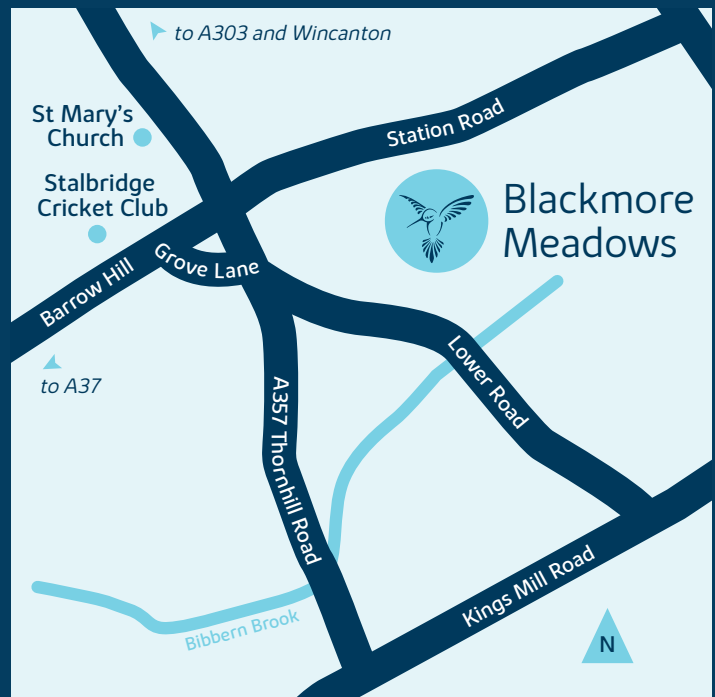 to A303 and Wincanton
St Mary’s
Church
Station Road
Stalbridge
Cricket Club
Blackmore
Meadows
Grove Lane
Barrow Hill
to A37
Lower Road
A357 Thornhill Road
Kings Mill Road
Bibbern Brook
N